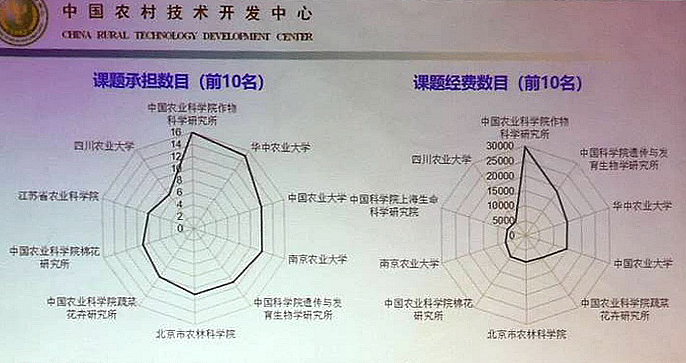 中国农村技术开发中心
CHINA RURAL TECHNOLOGY DEVELOPMENT CENTER
课题承担数目（前10名）
中国农业科学院作物
科学研究所
华中农业大学
中国农业大学
南京农业大学
中国科学院遗传与发
育生物学研究所
北京市农林科学院
中国农业科学院蔬菜
花卉研究所
中国农业科学院棉花
研究所
江苏省农业科学院
四川农业大学
16
14
12
10
8
6
4
2
0
课题经费数目（前10名）
中国农业科学院作物
科学研究所
中国科学院遗传与发
育生物学研究所
华中农业大学
中国农业大学
中国农业科学院蔬菜
花卉研究所
北京市农林科学院
中国农业科学院棉花
研究所
南京农业大学
中国科学院上海生命
科学研究院
四川农业大学
30000
25000
20000
15000
10000
5000
0